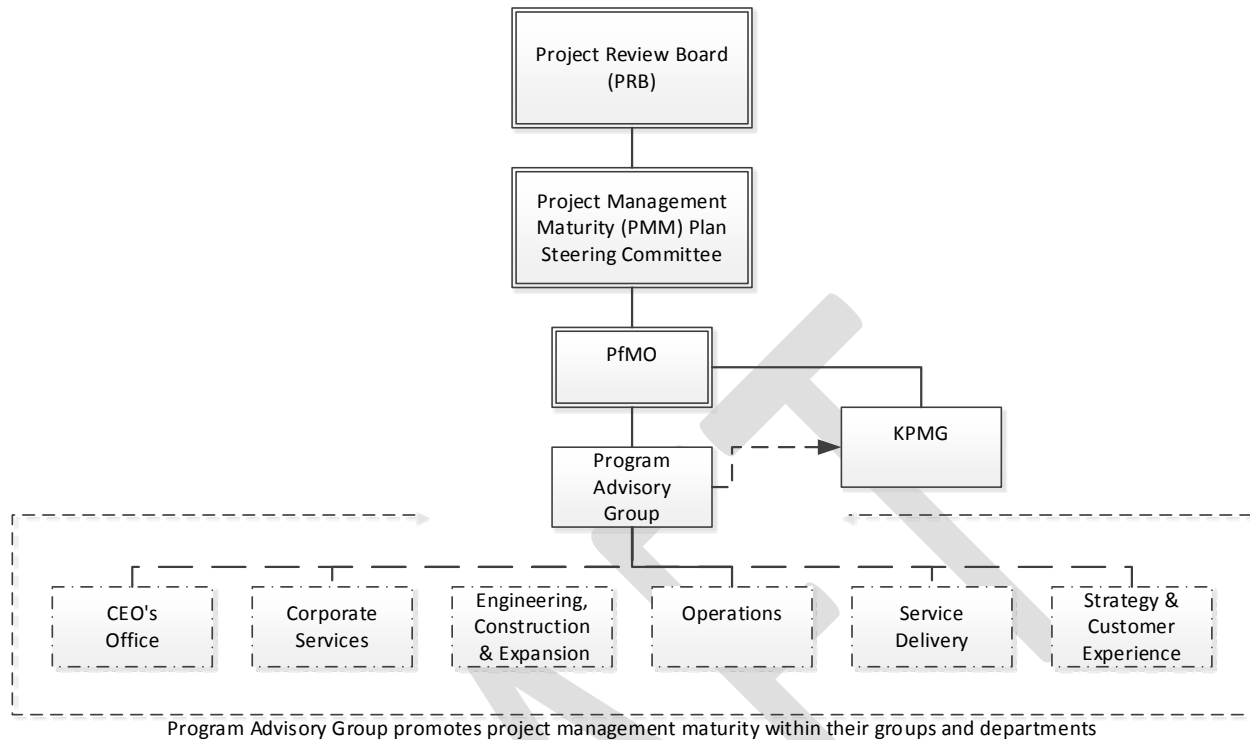 Project Review Board
(PRB)
Project Management
Maturity (PMM) Plan
Steering Committee
PfMO
KPMG
Program
Advisory
Group
CEO's
Office
Corporate
Services
Engineering,
Construction
& Expansion
Operations
Service
Delivery
Strategy &
Customer
Experience
Program Advisory Group promotes project management maturity within their groups and departments